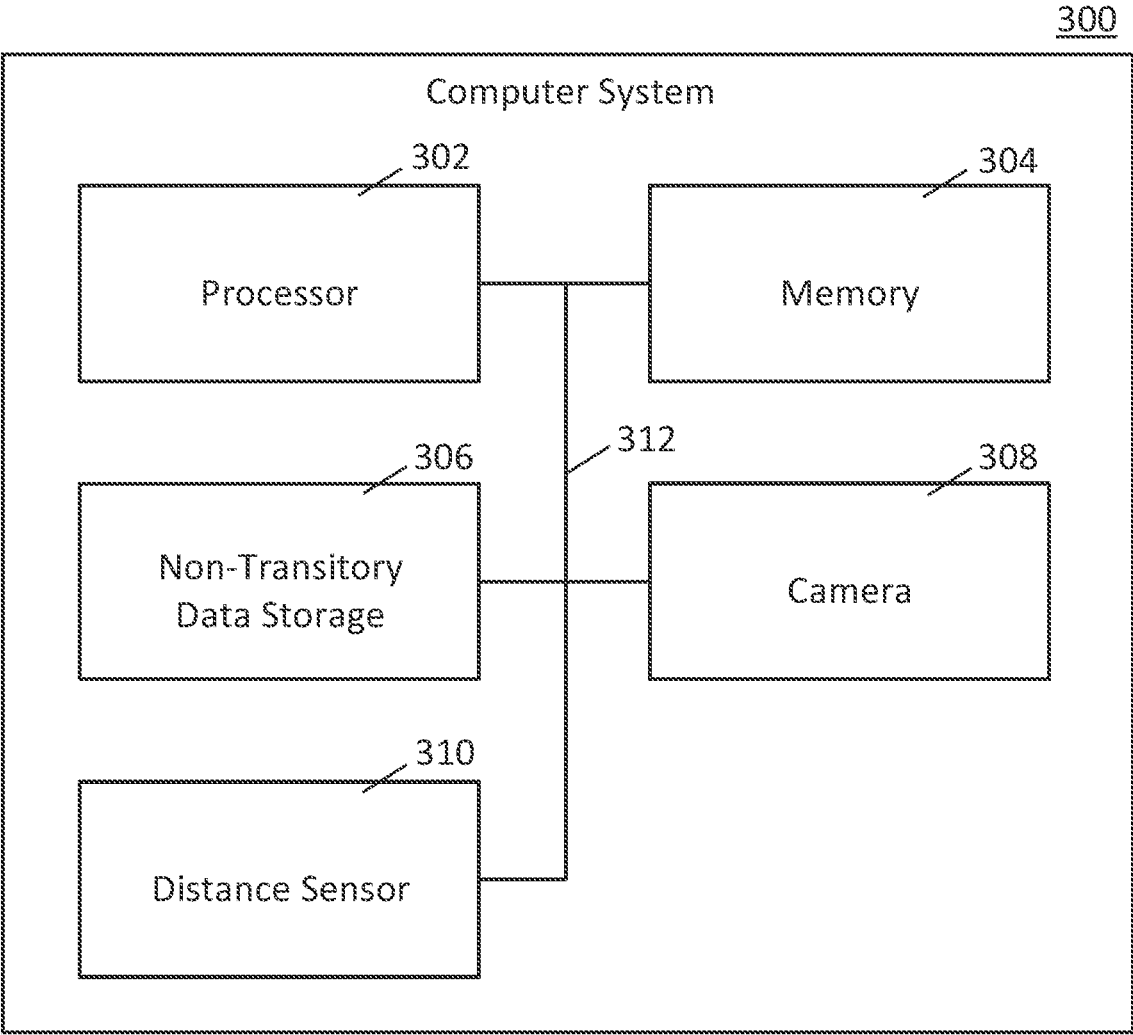 300
Computer System
302
304
Processor
Memory
312
306
308
Non-Transitory
Data Storage
Camera
310
Distance Sensor